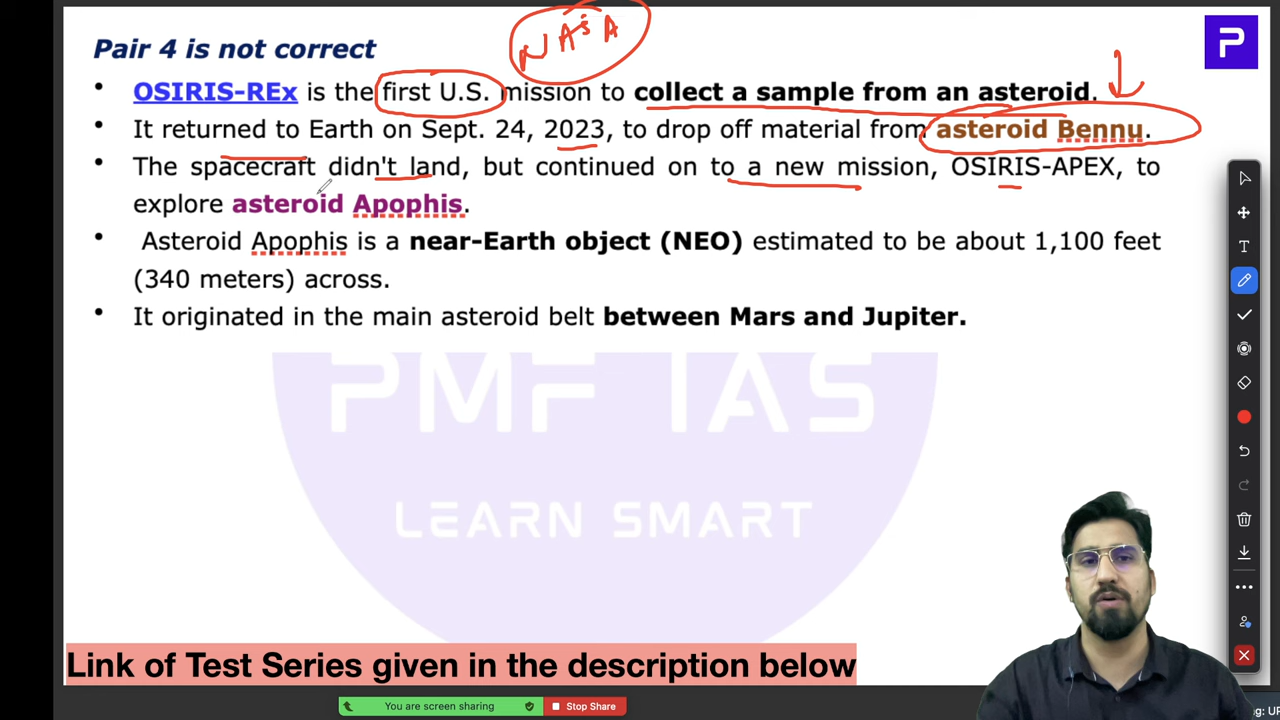 NASA
Pair 4 is not correct
P
• OSIRIS-REx is the first U.S. mission to collect a sample from an asteroid.
• It returned to Earth on Sept. 24, 2023, to drop off material from asteroid Bennu.
• The spacecraft didn't land, but continued on to a new mission, OSIRIS-APEX, to
explore asteroid Apophis.
• Asteroid Apophis is a near-Earth object (NEO) estimated to be about 1,100 feet
(340 meters) across.
• It originated in the main asteroid belt between Mars and Jupiter.
PMF IAS
LEARN SMART
Link of Test Series given in the description below
You are screen sharing
Stop Share
T